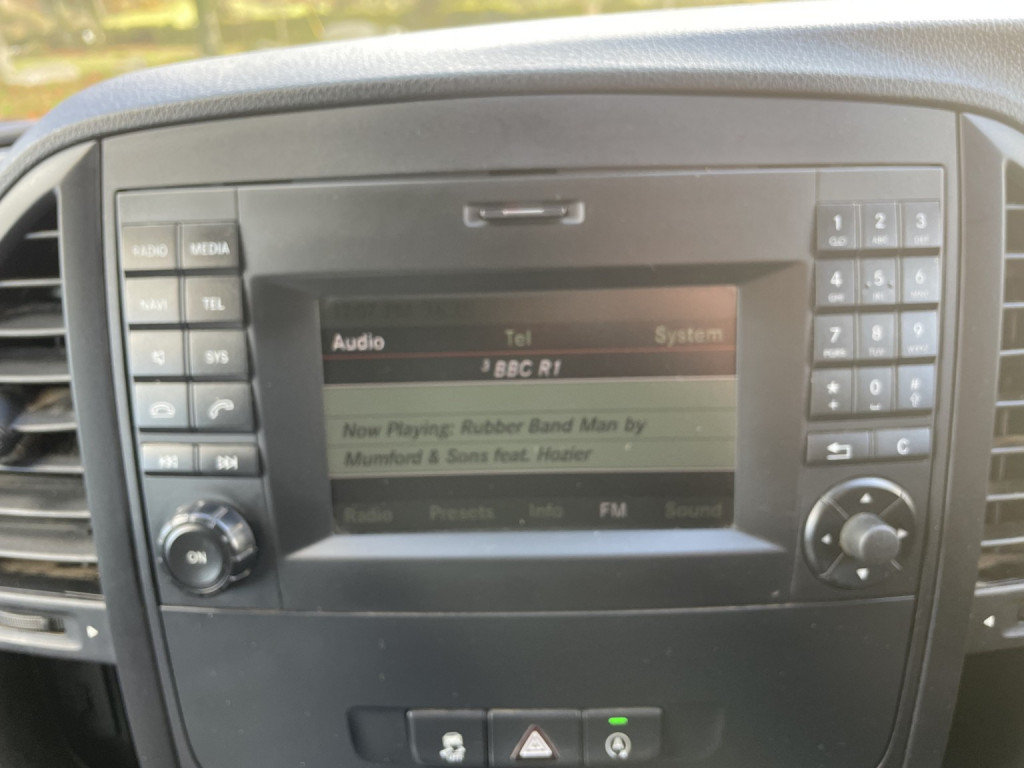 RADIO MEDIA
NAVI TEL
SYS
ON
Audio Tel System
³ BBC R1
Now Playing: Rubber Band Man by
Mumford & Sons feat. Hozier
Radio Presets Info FM Sound
1 2 3
4 5 6
7 8 9
* 0 #
C
OFF
A